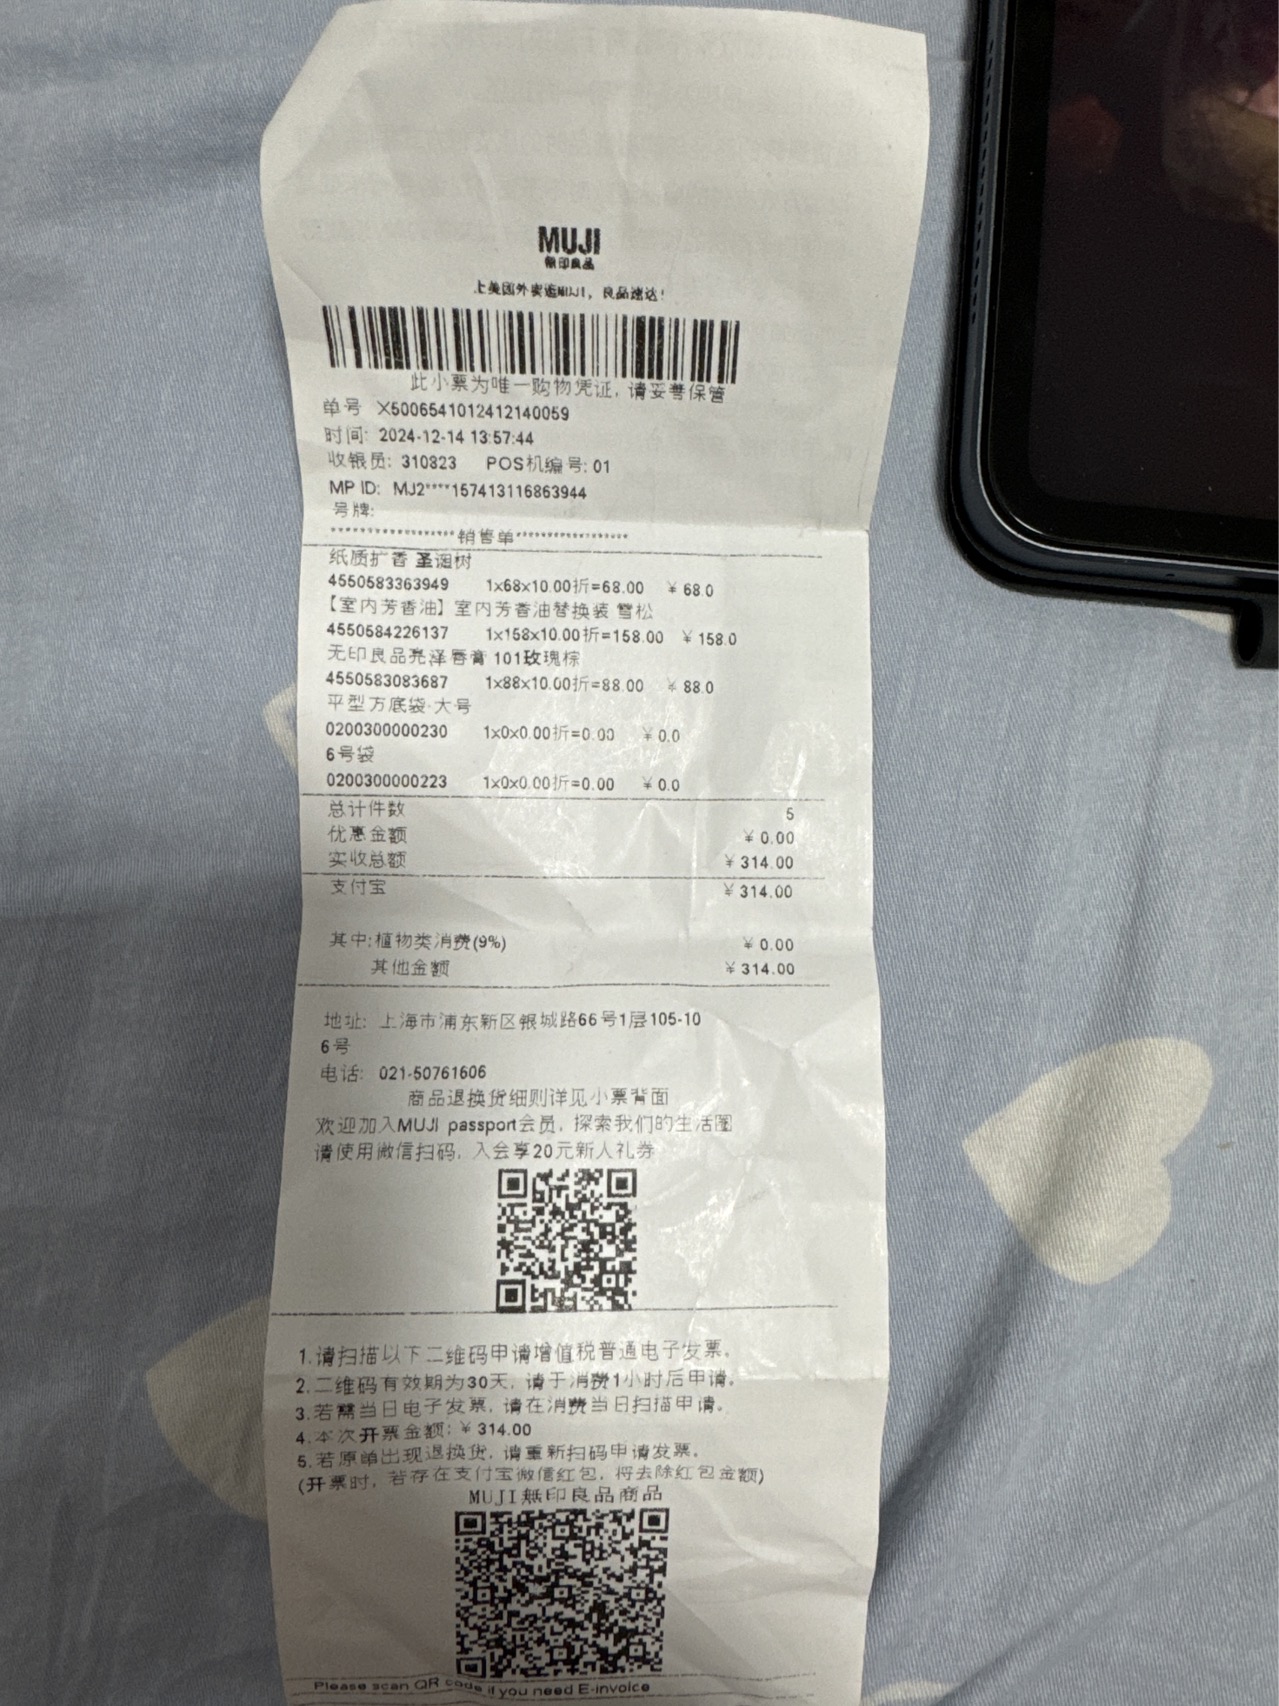 MUJI
無印良品
上美团外卖逛MUJI，良品速达！
此小票为唯一购物凭证，请妥善保管
单号 X5006541012412140059
时间: 2024-12-14 13:57:44
收银员: 310823 POS机编号: 01
MP ID: MJ2****157413116863944
号牌:
********************销售单******************
纸质扩香 圣诞树
4550583363949 1x68x10.00折=68.00 ￥68.0
【室内芳香油】室内芳香油替换装 雪松
4550584226137 1x158x10.00折=158.00 ￥158.0
无印良品亮泽唇膏 101玫瑰棕
4550583083687 1x88x10.00折=88.00 ￥88.0
平型方底袋·大号
0200300000230 1x0x0.00折=0.00 ￥0.0
6号袋
0200300000223 1x0x0.00折=0.00 ￥0.0
总计件数 5
优惠金额 ￥0.00
实收总额 ￥314.00
支付宝 ￥314.00
其中:植物类消费(9%) ￥0.00
其他金额 ￥314.00
地址: 上海市浦东新区银城路66号1层105-10
6号
电话: 021-50761606
商品退换货细则详见小票背面
欢迎加入MUJI passport会员，探索我们的生活圈
请使用微信扫码，入会享20元新人礼券
1.请扫描以下二维码申请增值税普通电子发票。
2.二维码有效期为30天，请于消费1小时后申请。
3.若需当日电子发票，请在消费当日扫描申请。
4.本次开票金额: ￥314.00
5.若原单出现退换货，请重新扫码申请发票。
(开票时，若存在支付宝微信红包，将去除红包金额)
MUJI無印良品商品
Please scan QR code if you need E-invoice